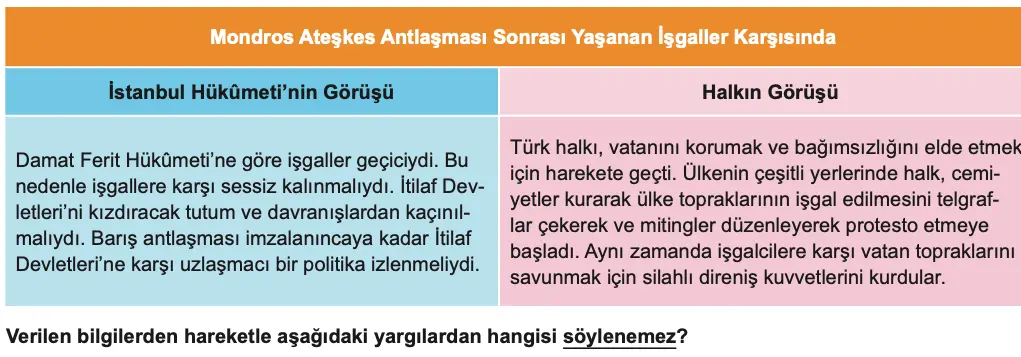 Mondros Ateşkes Antlaşması Sonrası Yaşanan İşgaller Karşısında
İstanbul Hükûmeti’nin Görüşü
Halkın Görüşü
Damat Ferit Hükûmeti’ne göre işgaller geçiciydi. Bu
nedenle işgallere karşı sessiz kalınmalıydı. İtilaf Dev-
letleri’ni kızdıracak tutum ve davranışlardan kaçınıl-
malıydı. Barış antlaşması imzalanıncaya kadar İtilaf
Devletleri’ne karşı uzlaşmacı bir politika izlenmeliydi.
Türk halkı, vatanını korumak ve bağımsızlığını elde etmek
için harekete geçti. Ülkenin çeşitli yerlerinde halk, cemi-
yetler kurarak ülke topraklarının işgal edilmesini telgraf-
lar çekerek ve mitingler düzenleyerek protesto etmeye
başladı. Aynı zamanda işgalcilere karşı vatan topraklarını
savunmak için silahlı direniş kuvvetlerini kurdular.
Verilen bilgilerden hareketle aşağıdaki yargılardan hangisi söylenemez?